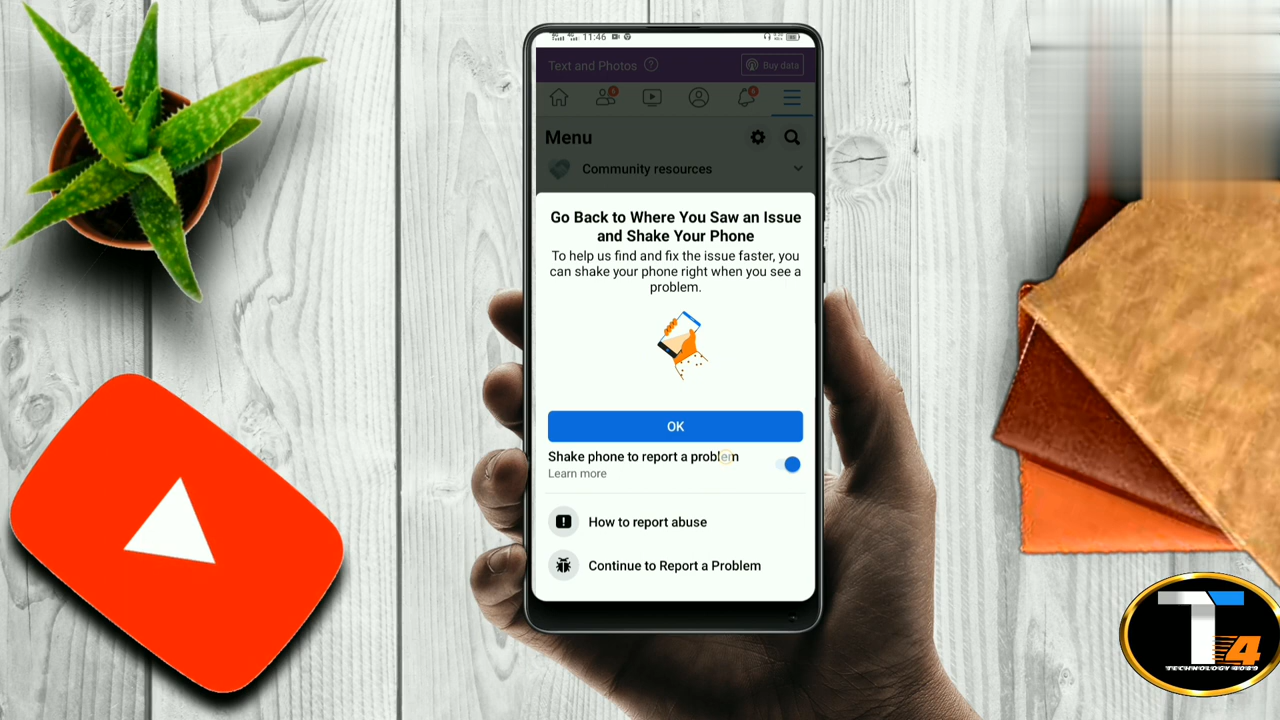 11:46
Text and Photos
Buy data
6
6
Menu
Community resources
Go Back to Where You Saw an Issue
and Shake Your Phone
To help us find and fix the issue faster, you
can shake your phone right when you see a
problem.
OK
Shake phone to report a problem
Learn more
How to report abuse
Continue to Report a Problem
T4